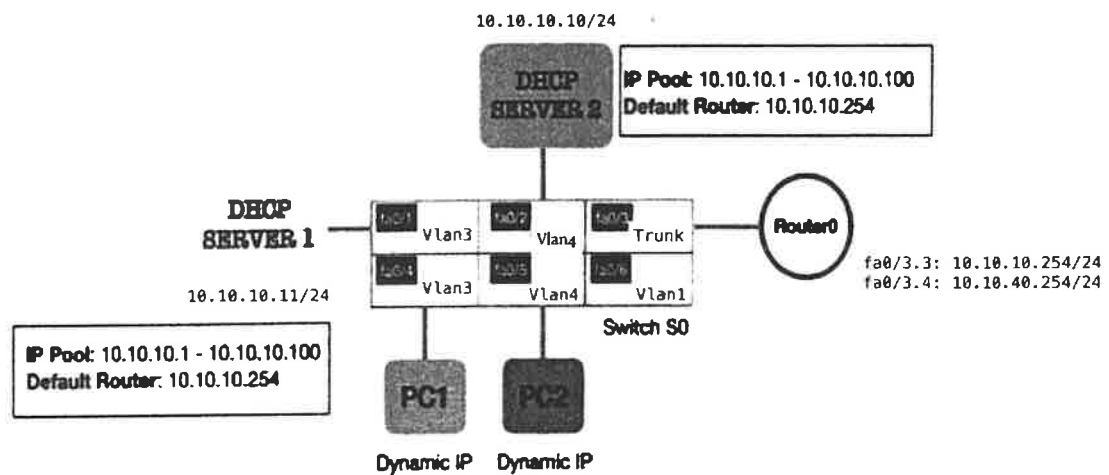 10.10.10.10/24
DHCP
SERVER 2
IP Pool: 10.10.10.1 - 10.10.10.100
Default Router: 10.10.10.254
DHCP
SERVER 1
fa0/1
Vlan3
fa0/2
Vlan4
fa0/3
Trunk
Router0
fa0/4
Vlan3
fa0/5
Vlan4
fa0/6
Vlan1
fa0/3.3: 10.10.10.254/24
fa0/3.4: 10.10.40.254/24
10.10.10.11/24
Switch S0
IP Pool: 10.10.10.1 - 10.10.10.100
Default Router: 10.10.10.254
PC1
PC2
Dynamic IP
Dynamic IP